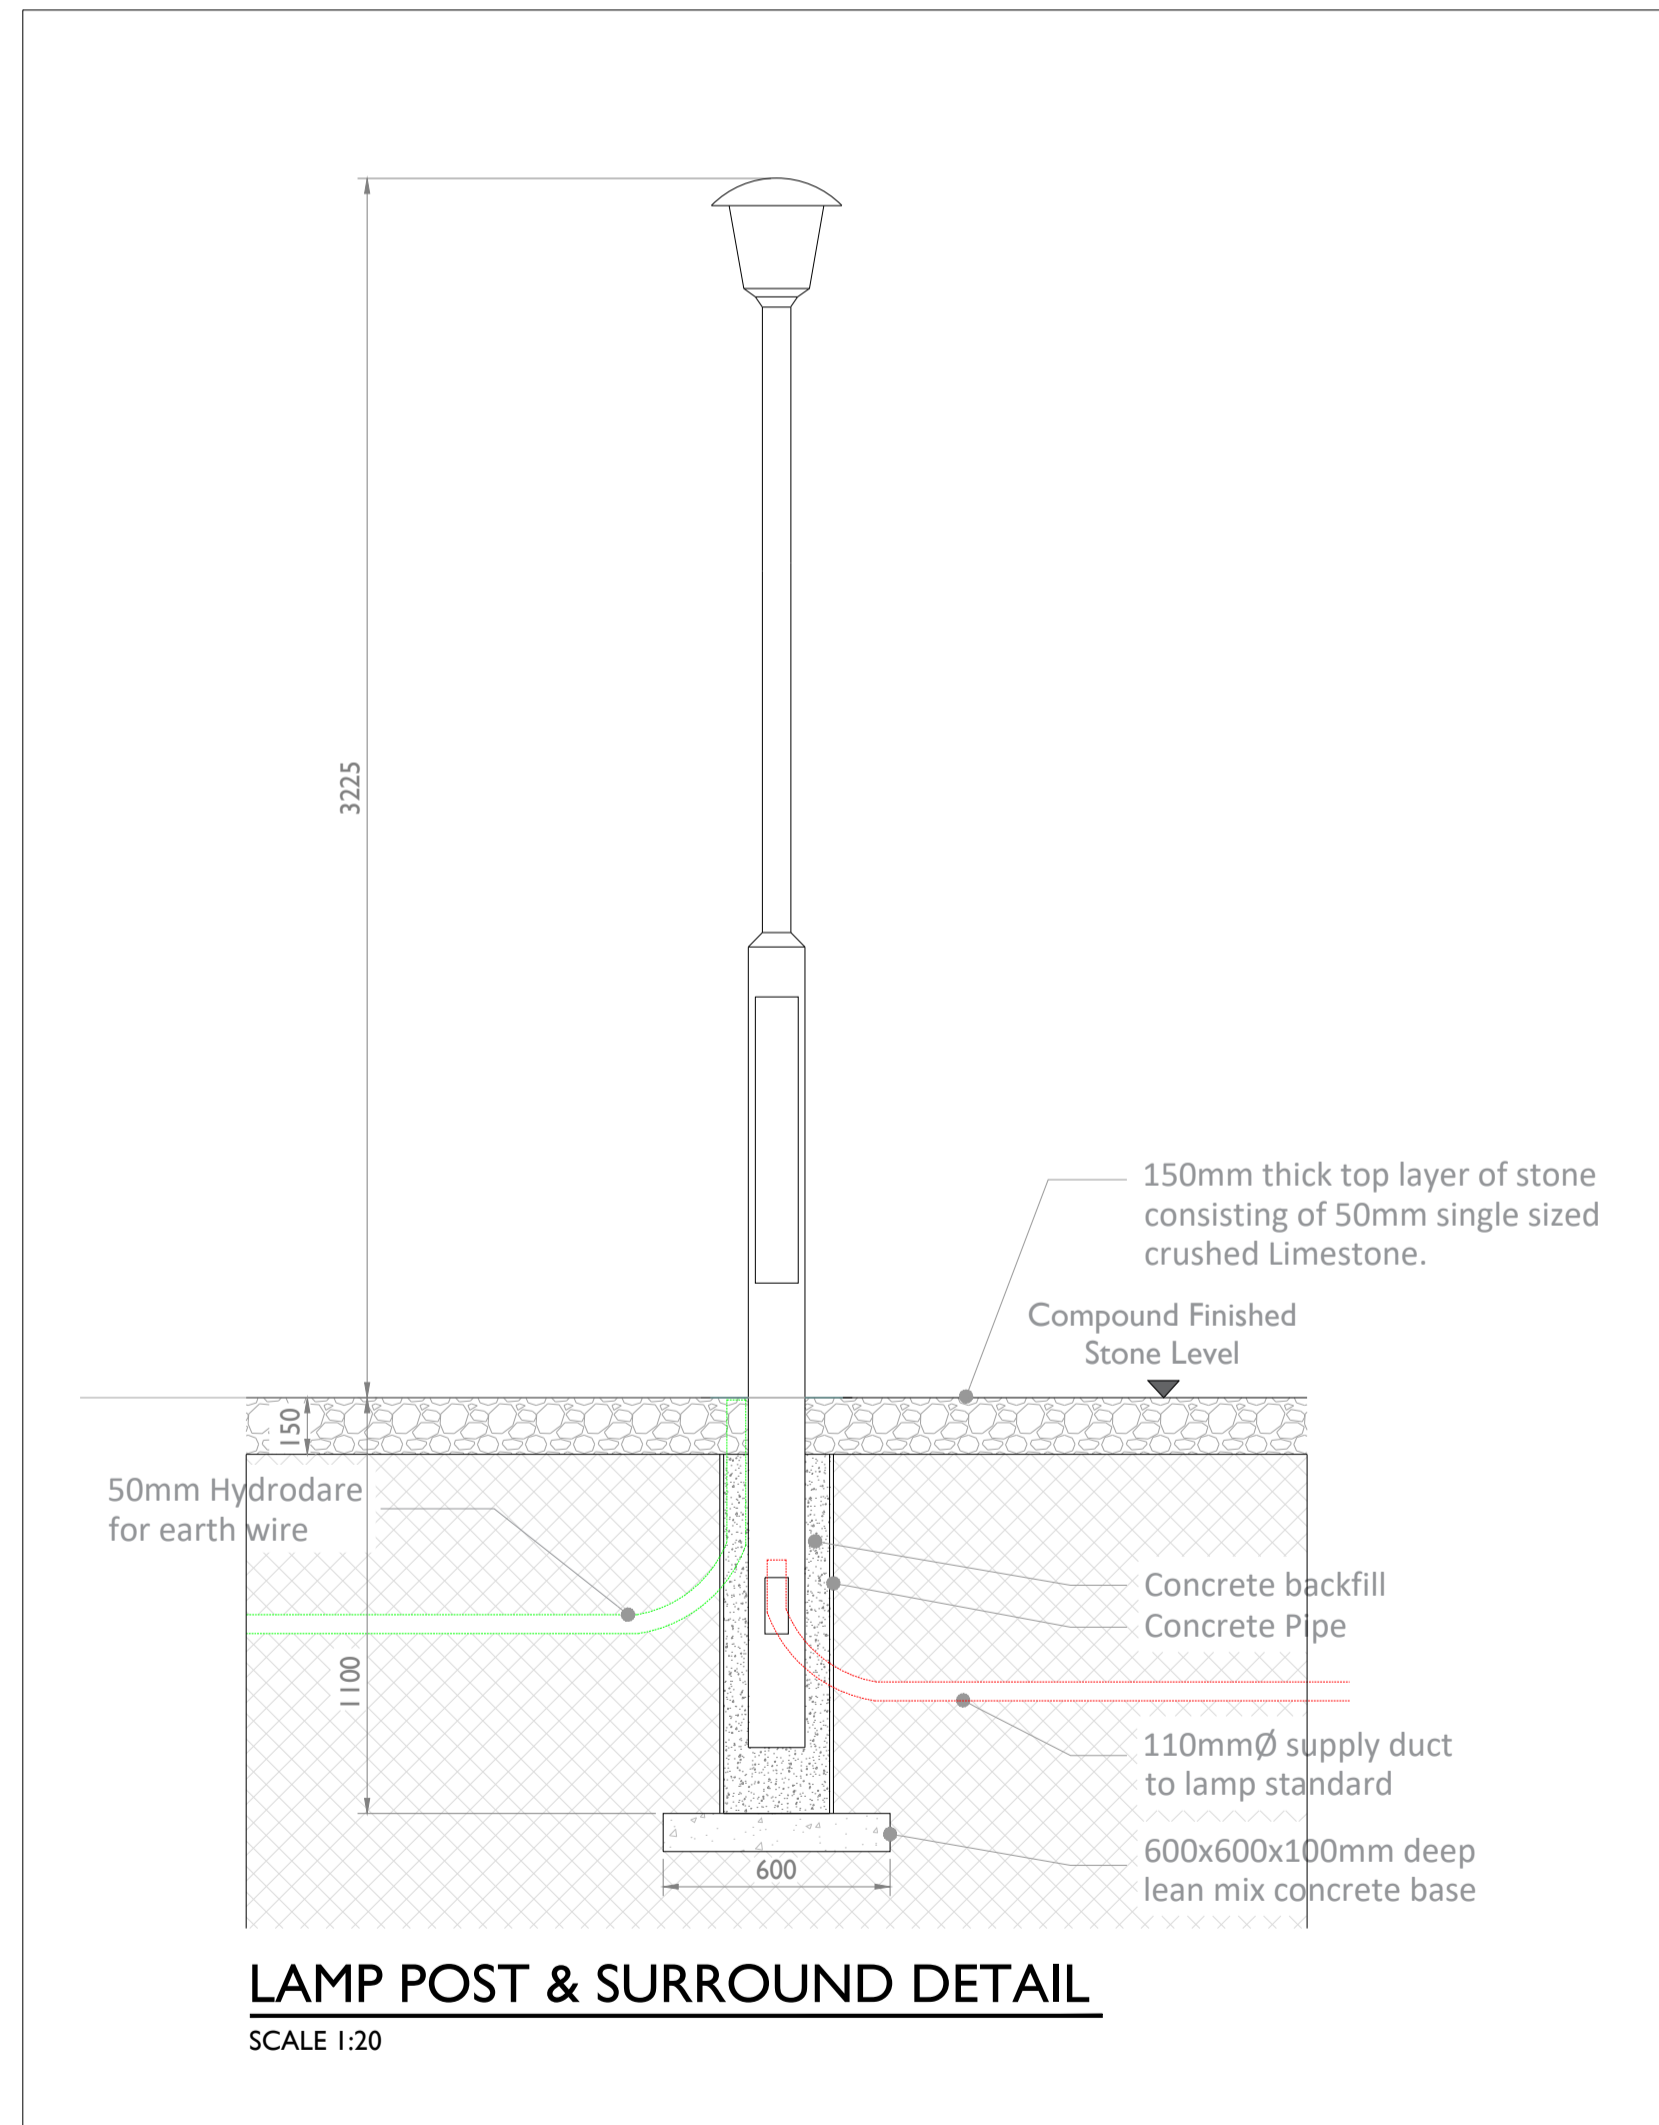 3225
150mm thick top layer of stone
consisting of 50mm single sized
crushed Limestone.
Compound Finished
Stone Level
150
50mm Hydrodare
for earth wire
Concrete backfill
Concrete Pipe
1100
110mmØ supply duct
to lamp standard
600x600x100mm deep
lean mix concrete base
600
LAMP POST & SURROUND DETAIL
SCALE 1:20